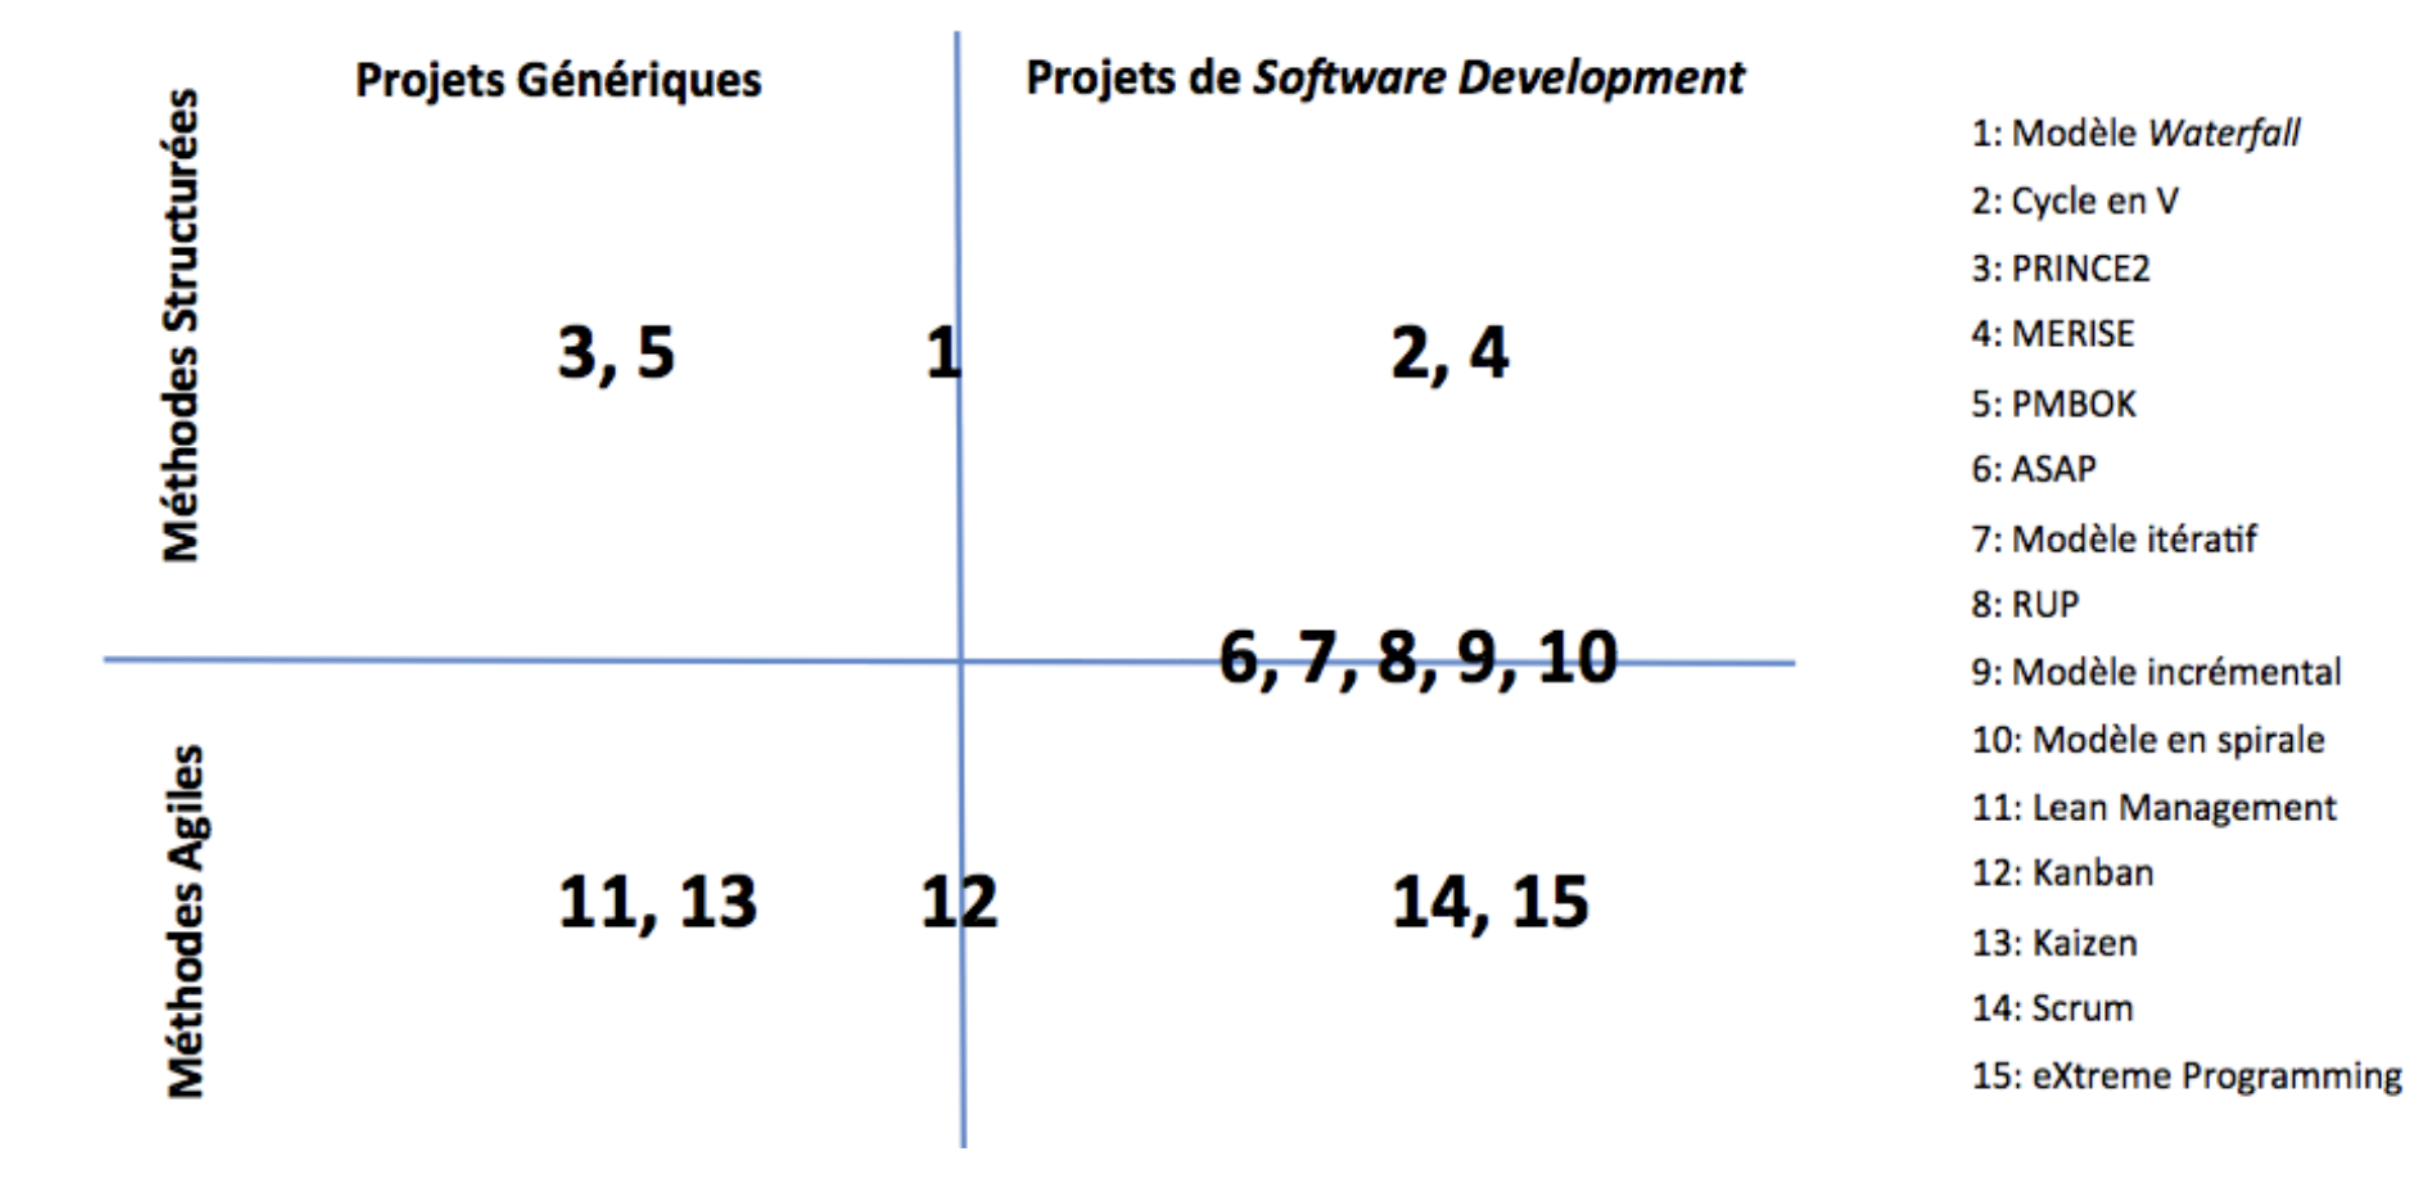 Projets Génériques
Projets de Software Development
Méthodes Structurées
3, 5
1
2, 4
6, 7, 8, 9, 10
Méthodes Agiles
11, 13
12
14, 15
1: Modèle Waterfall
2: Cycle en V
3: PRINCE2
4: MERISE
5: PMBOK
6: ASAP
7: Modèle itératif
8: RUP
9: Modèle incrémental
10: Modèle en spirale
11: Lean Management
12: Kanban
13: Kaizen
14: Scrum
15: eXtreme Programming